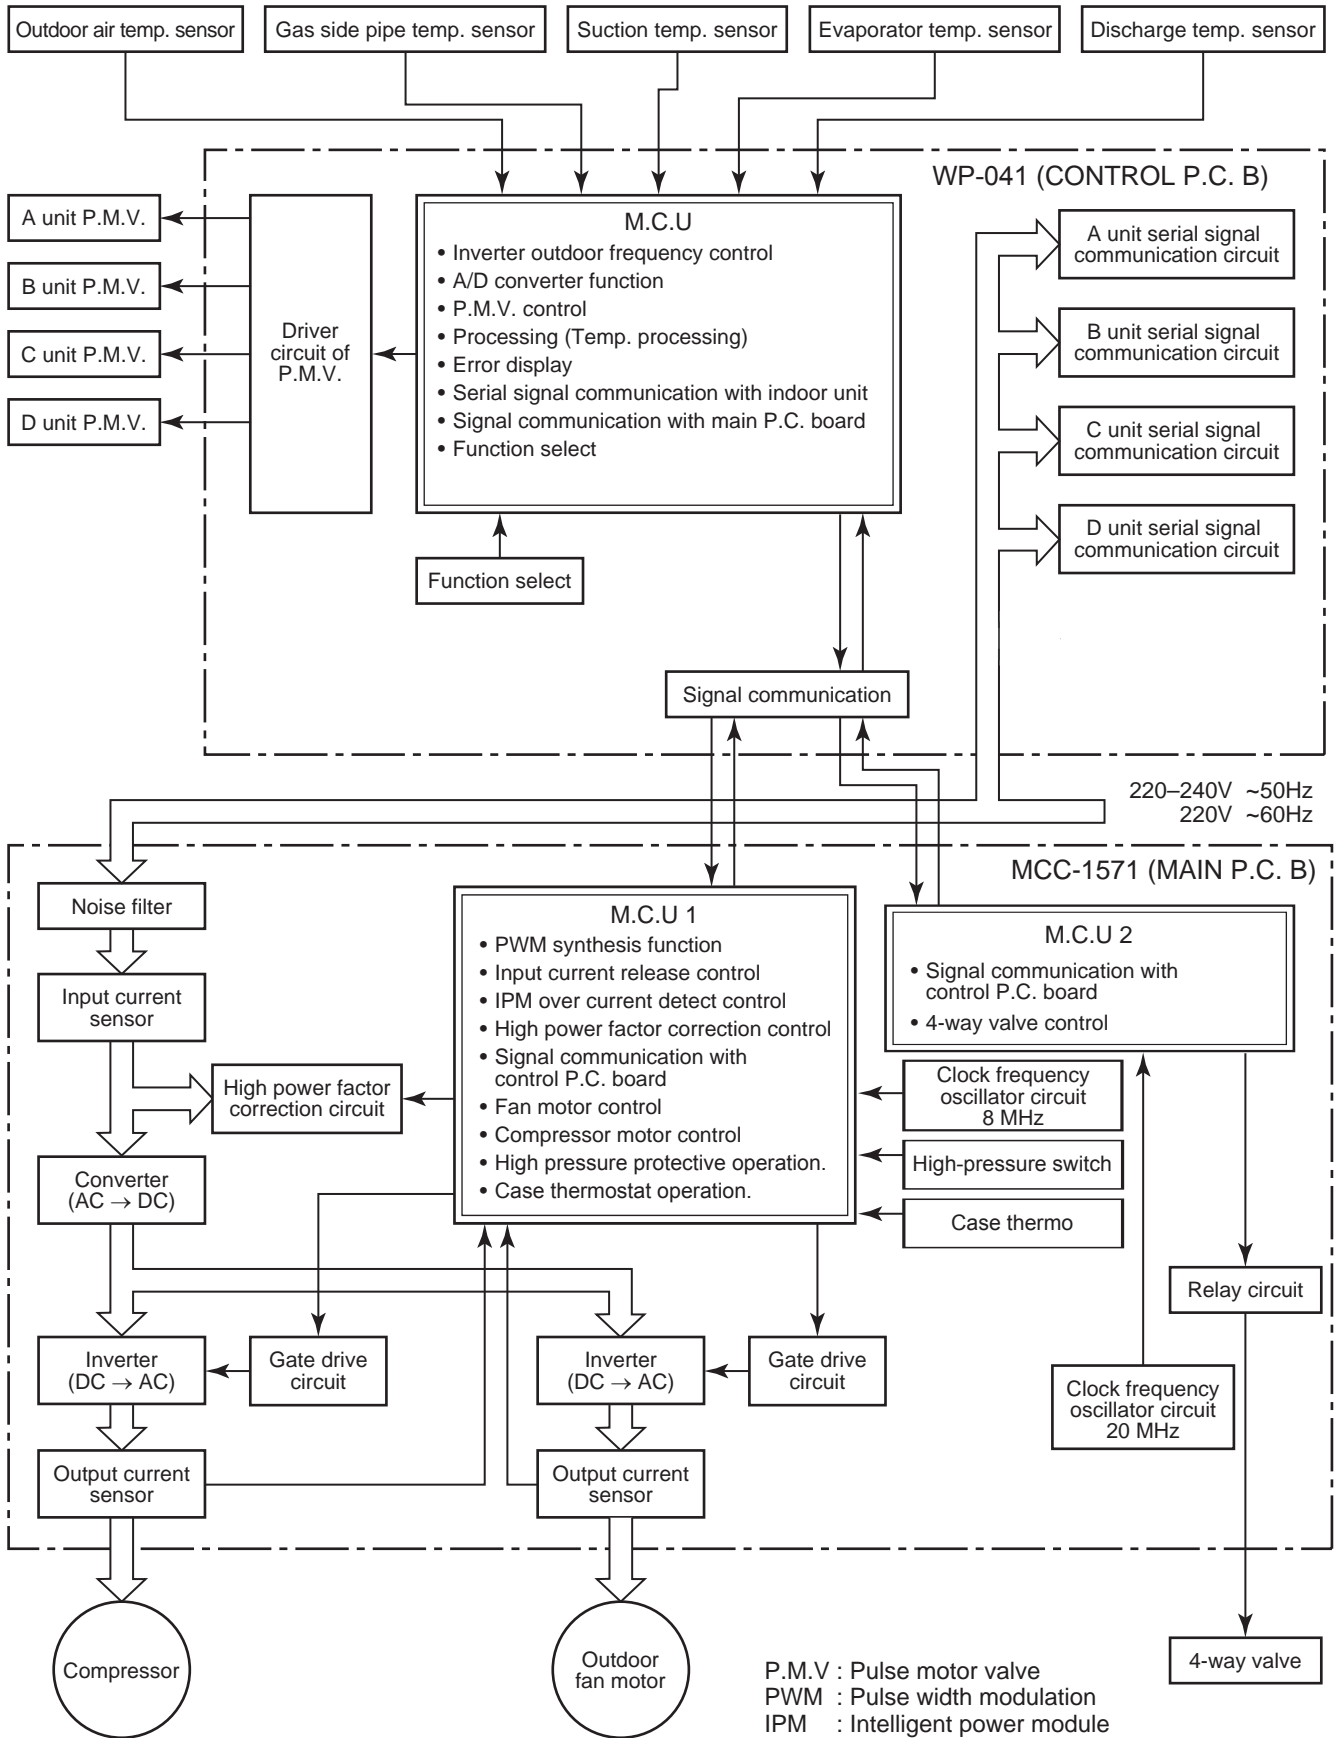 Outdoor air temp. sensor
Gas side pipe temp. sensor
Suction temp. sensor
Evaporator temp. sensor
Discharge temp. sensor
WP-041 (CONTROL P.C. B)
A unit P.M.V.
B unit P.M.V.
C unit P.M.V.
D unit P.M.V.
Driver
circuit of
P.M.V.
M.C.U
• Inverter outdoor frequency control
• A/D converter function
• P.M.V. control
• Processing (Temp. processing)
• Error display
• Serial signal communication with indoor unit
• Signal communication with main P.C. board
• Function select
A unit serial signal
communication circuit
B unit serial signal
communication circuit
C unit serial signal
communication circuit
D unit serial signal
communication circuit
Function select
Signal communication
220–240V ~50Hz
220V ~60Hz
MCC-1571 (MAIN P.C. B)
Noise filter
Input current
sensor
High power factor
correction circuit
Converter
(AC → DC)
M.C.U 1
• PWM synthesis function
• Input current release control
• IPM over current detect control
• High power factor correction control
• Signal communication with
control P.C. board
• Fan motor control
• Compressor motor control
• High pressure protective operation.
• Case thermostat operation.
M.C.U 2
• Signal communication with
control P.C. board
• 4-way valve control
Clock frequency
oscillator circuit
8 MHz
High-pressure switch
Case thermo
Relay circuit
Inverter
(DC → AC)
Gate drive
circuit
Inverter
(DC → AC)
Gate drive
circuit
Clock frequency
oscillator circuit
20 MHz
Output current
sensor
Output current
sensor
Compressor
Outdoor
fan motor
4-way valve
P.M.V : Pulse motor valve
PWM : Pulse width modulation
IPM : Intelligent power module